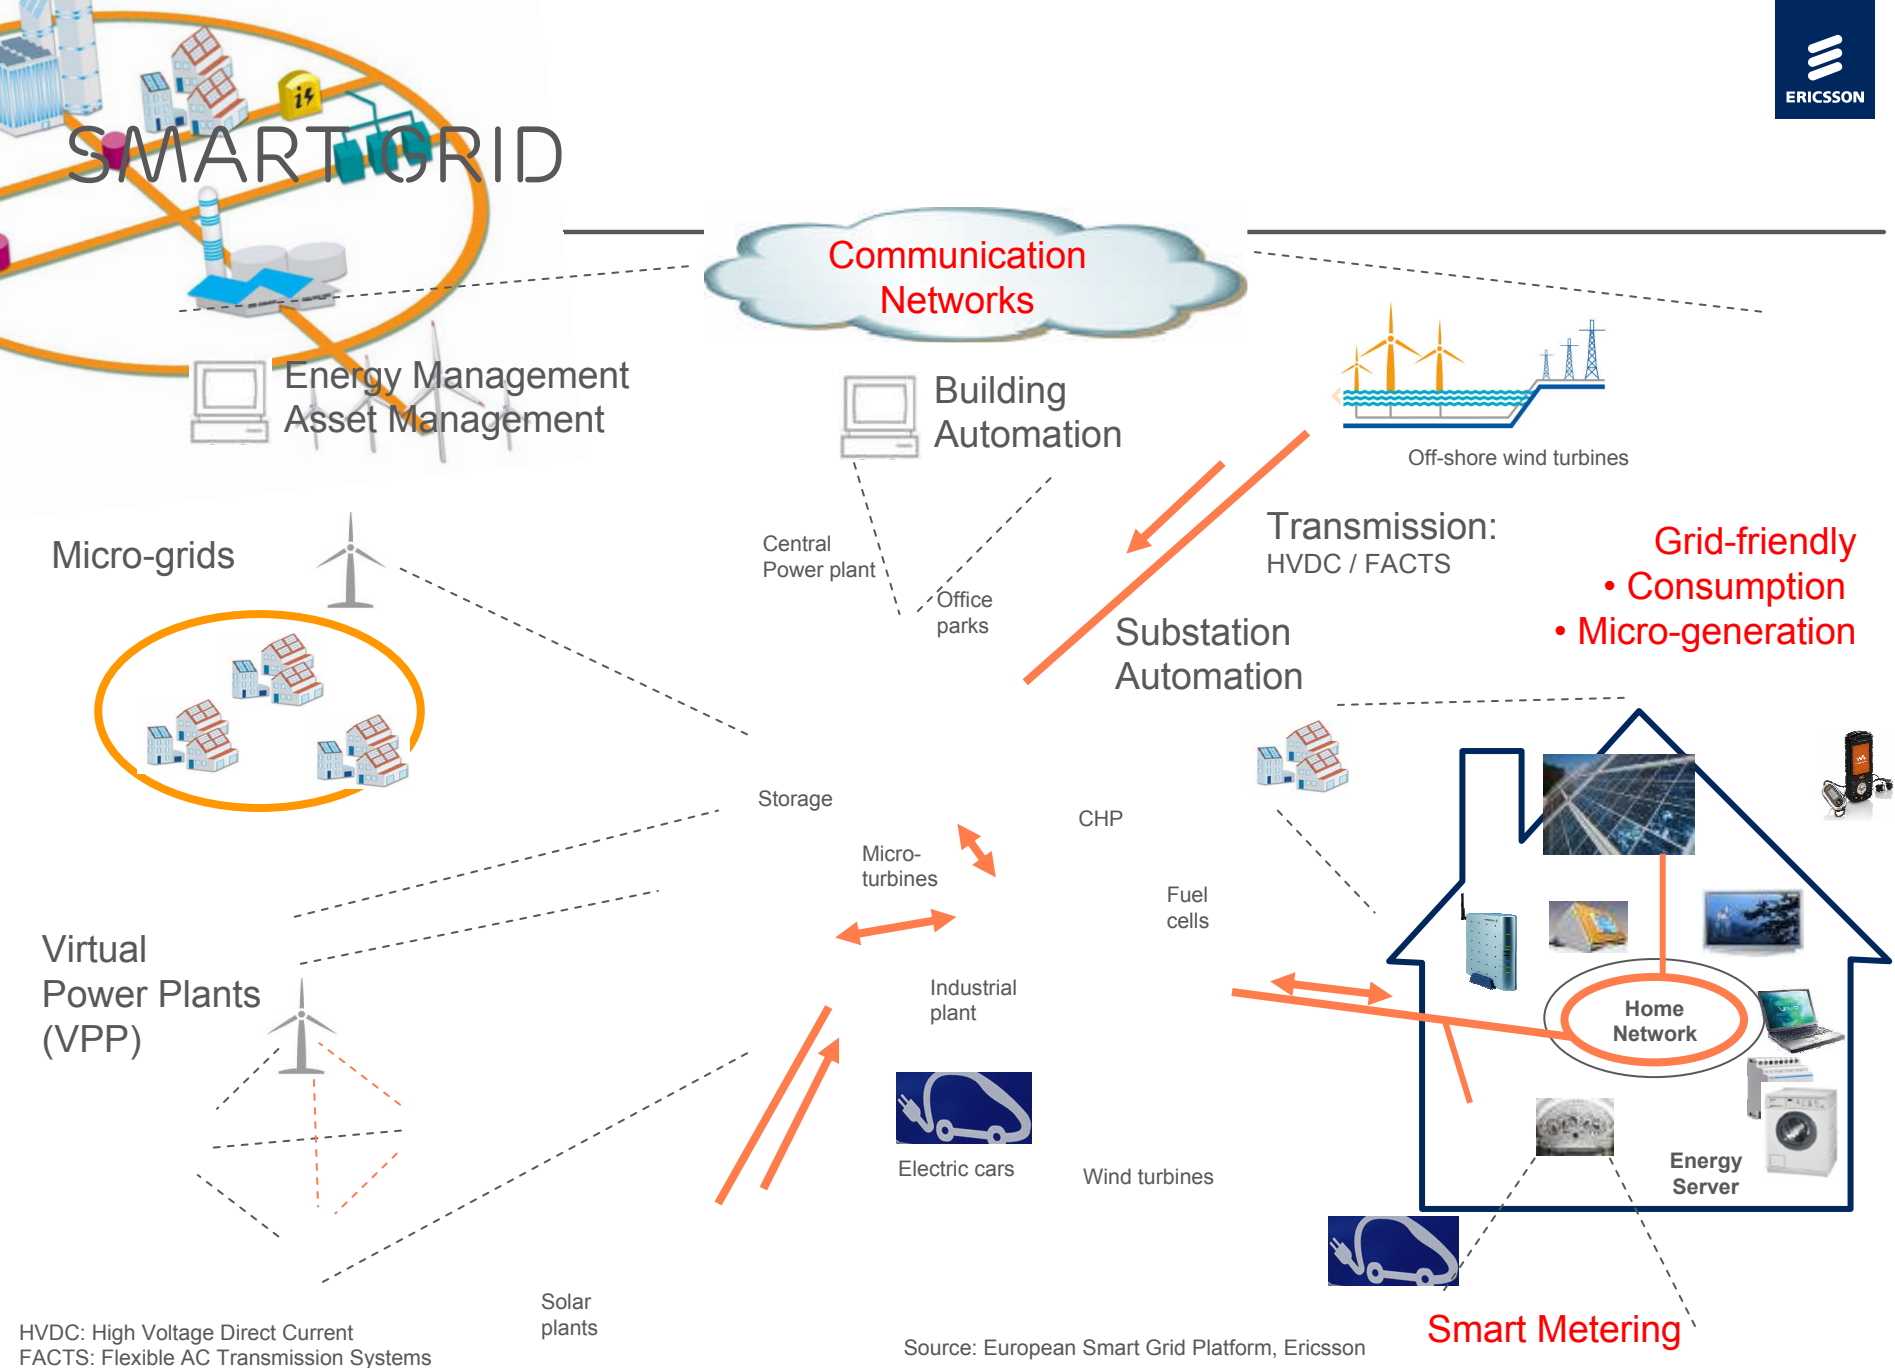 ERICSSON
SMART GRID
Communication
Networks
Energy Management
Asset Management
Building
Automation
Off-shore wind turbines
Central
Power plant
Office
parks
Transmission:
HVDC / FACTS
Grid-friendly
• Consumption
• Micro-generation
Micro-grids
Substation
Automation
Storage
CHP
Micro-
turbines
Fuel
cells
Virtual
Power Plants
(VPP)
Industrial
plant
Home
Network
Electric cars
Wind turbines
Energy
Server
Solar
plants
Smart Metering
HVDC: High Voltage Direct Current
FACTS: Flexible AC Transmission Systems
Source: European Smart Grid Platform, Ericsson